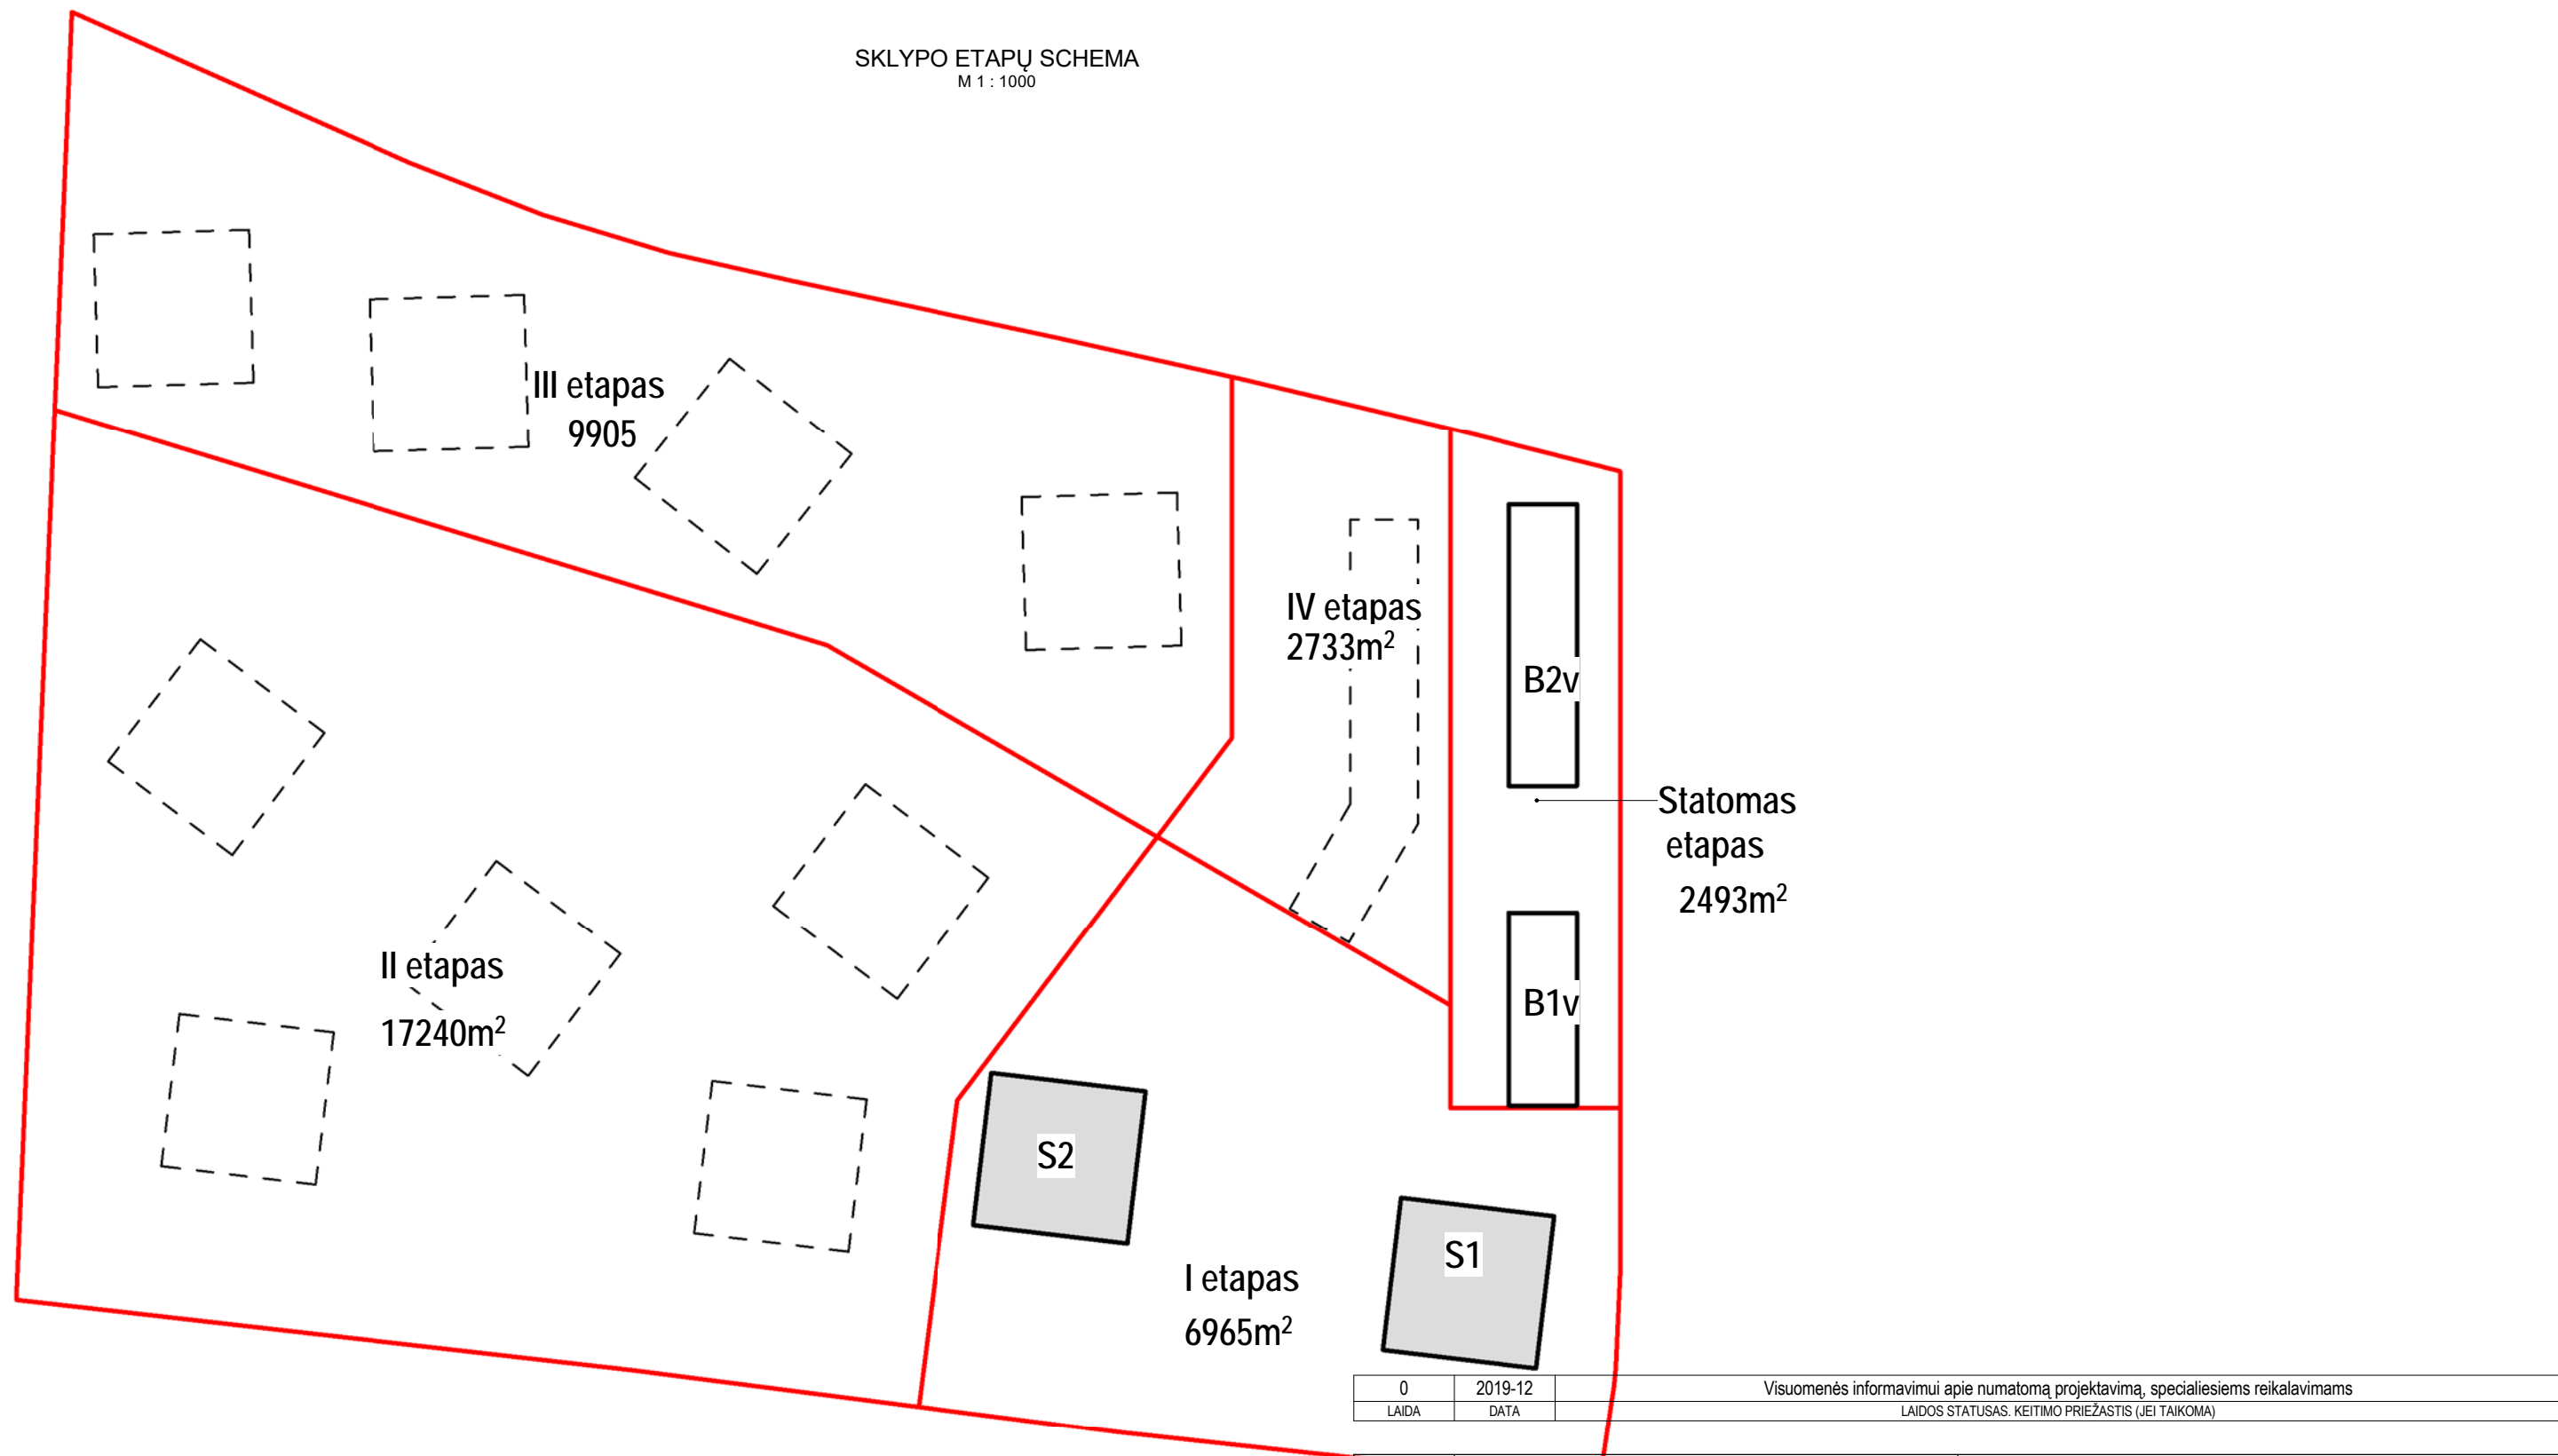 SKLYPO ETAPŲ SCHEMA
M 1 : 1000
III etapas
9905
IV etapas
2733m²
B2v
Statomas
etapas
2493m²
B1v
II etapas
17240m²
S2
S1
I etapas
6965m²
0 2019-12 Visuomenės informavimui apie numatomą projektavimą, specialiesiems reikalavimams
LAIDA DATA LAIDOS STATUSAS. KEITIMO PRIEŽASTIS (JEI TAIKOMA)